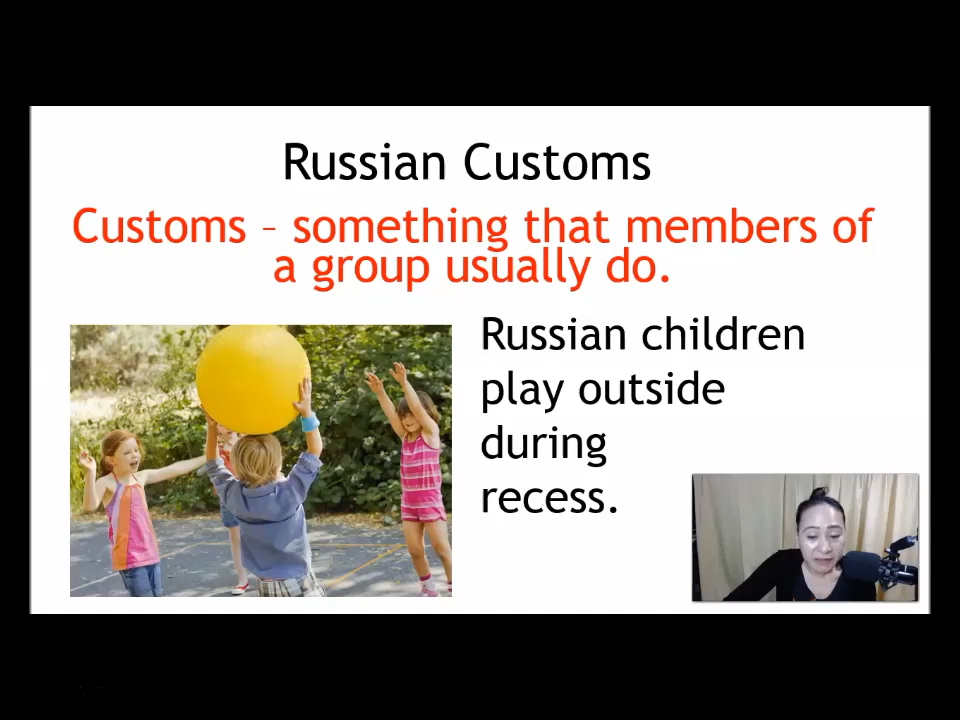 Russian Customs
Customs – something that members of
a group usually do.
Russian children
play outside
during
recess.